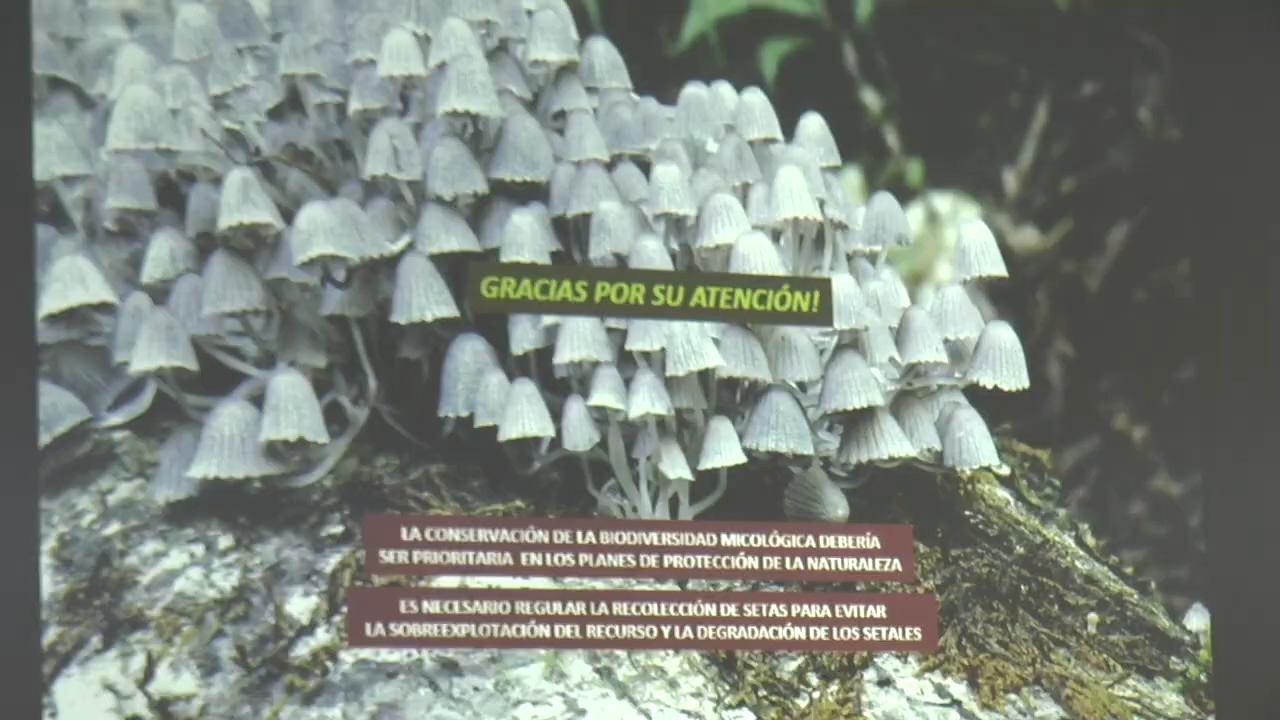 GRACIAS POR SU ATENCIÓN!
LA CONSERVACIÓN DE LA BIODIVERSIDAD MICOLÓGICA DEBERÍA
SER PRIORITARIA EN LOS PLANES DE PROTECCIÓN DE LA NATURALEZA
ES NECESARIO REGULAR LA RECOLECCIÓN DE SETAS PARA EVITAR
LA SOBREEXPLOTACIÓN DEL RECURSO Y LA DEGRADACIÓN DE LOS SETALES